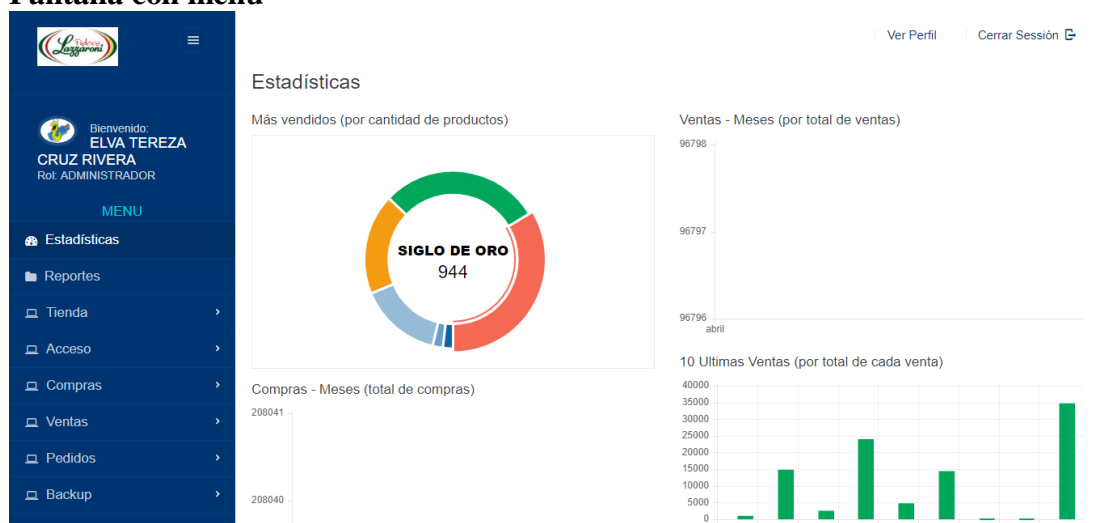 Pantalla con menú
Fideos
Lazzaroni
Ver Perfil
Cerrar Sessión
Bienvenido:
ELVA TEREZA
CRUZ RIVERA
Rol: ADMINISTRADOR
MENU
Estadísticas
Reportes
Tienda
Acceso
Compras
Ventas
Pedidos
Backup
Estadísticas
Más vendidos (por cantidad de productos)
SIGLO DE ORO
944
Ventas - Meses (por total de ventas)
96798
96797
96796
abril
Compras - Meses (total de compras)
208041
208040
10 Ultimas Ventas (por total de cada venta)
40000
35000
30000
25000
20000
15000
10000
5000
0